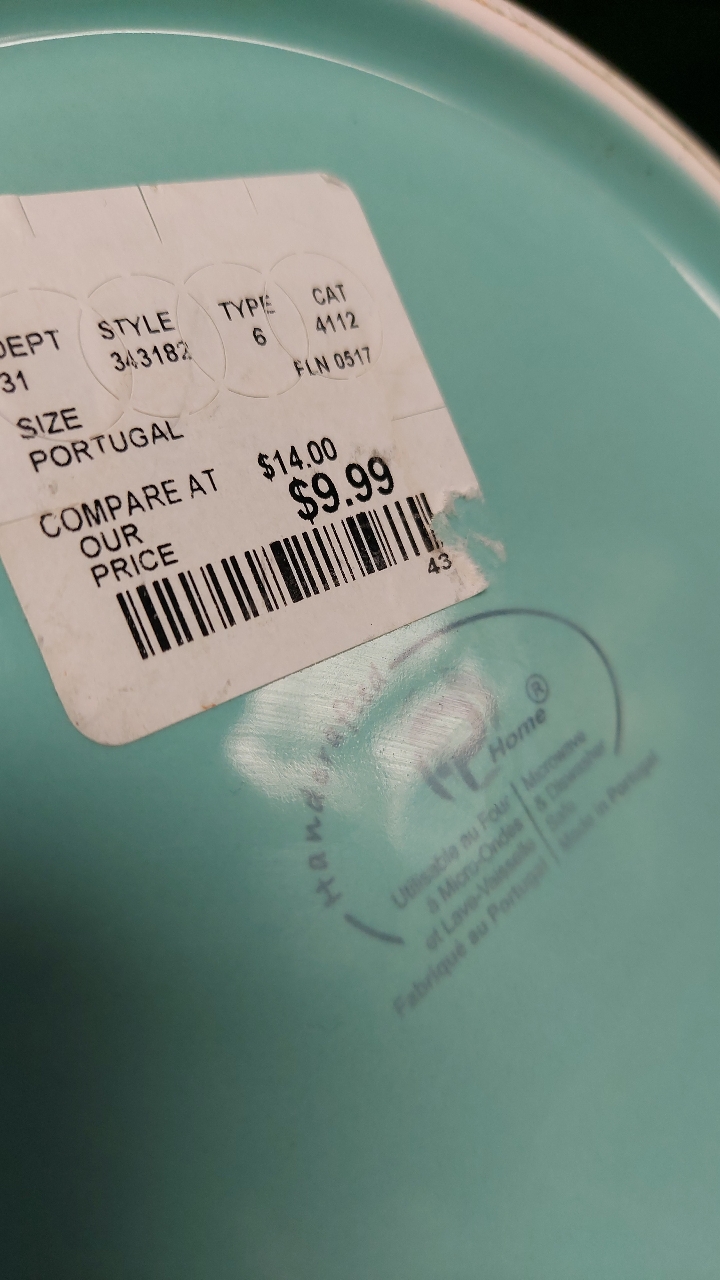 DEPT STYLE TYPE CAT
31 343182 6 4112
FLN 0517
SIZE
PORTUGAL
COMPARE AT $14.00
OUR $9.99
PRICE
43
Handcrafted
Home®
Utilisable au Four
à Micro-Ondes
et Lave-Vaisselle
Fabriqué au Portugal
Microwave
& Dishwasher
Safe
Made in Portugal